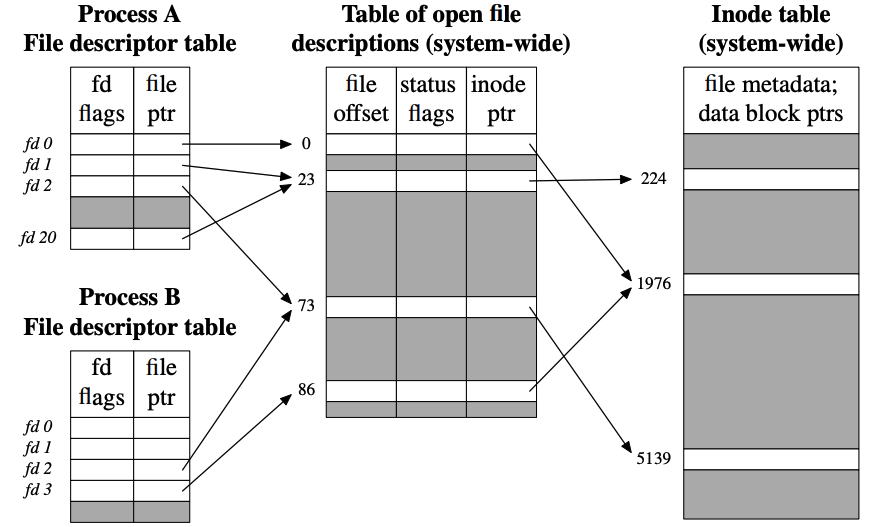 Process A
File descriptor table
fd
flags
file
ptr
fd 0
fd 1
fd 2
fd 20
Process B
File descriptor table
fd
flags
file
ptr
fd 0
fd 1
fd 2
fd 3
Table of open file
descriptions (system-wide)
file
offset
status
flags
inode
ptr
0
23
73
86
Inode table
(system-wide)
file metadata;
data block ptrs
224
1976
5139